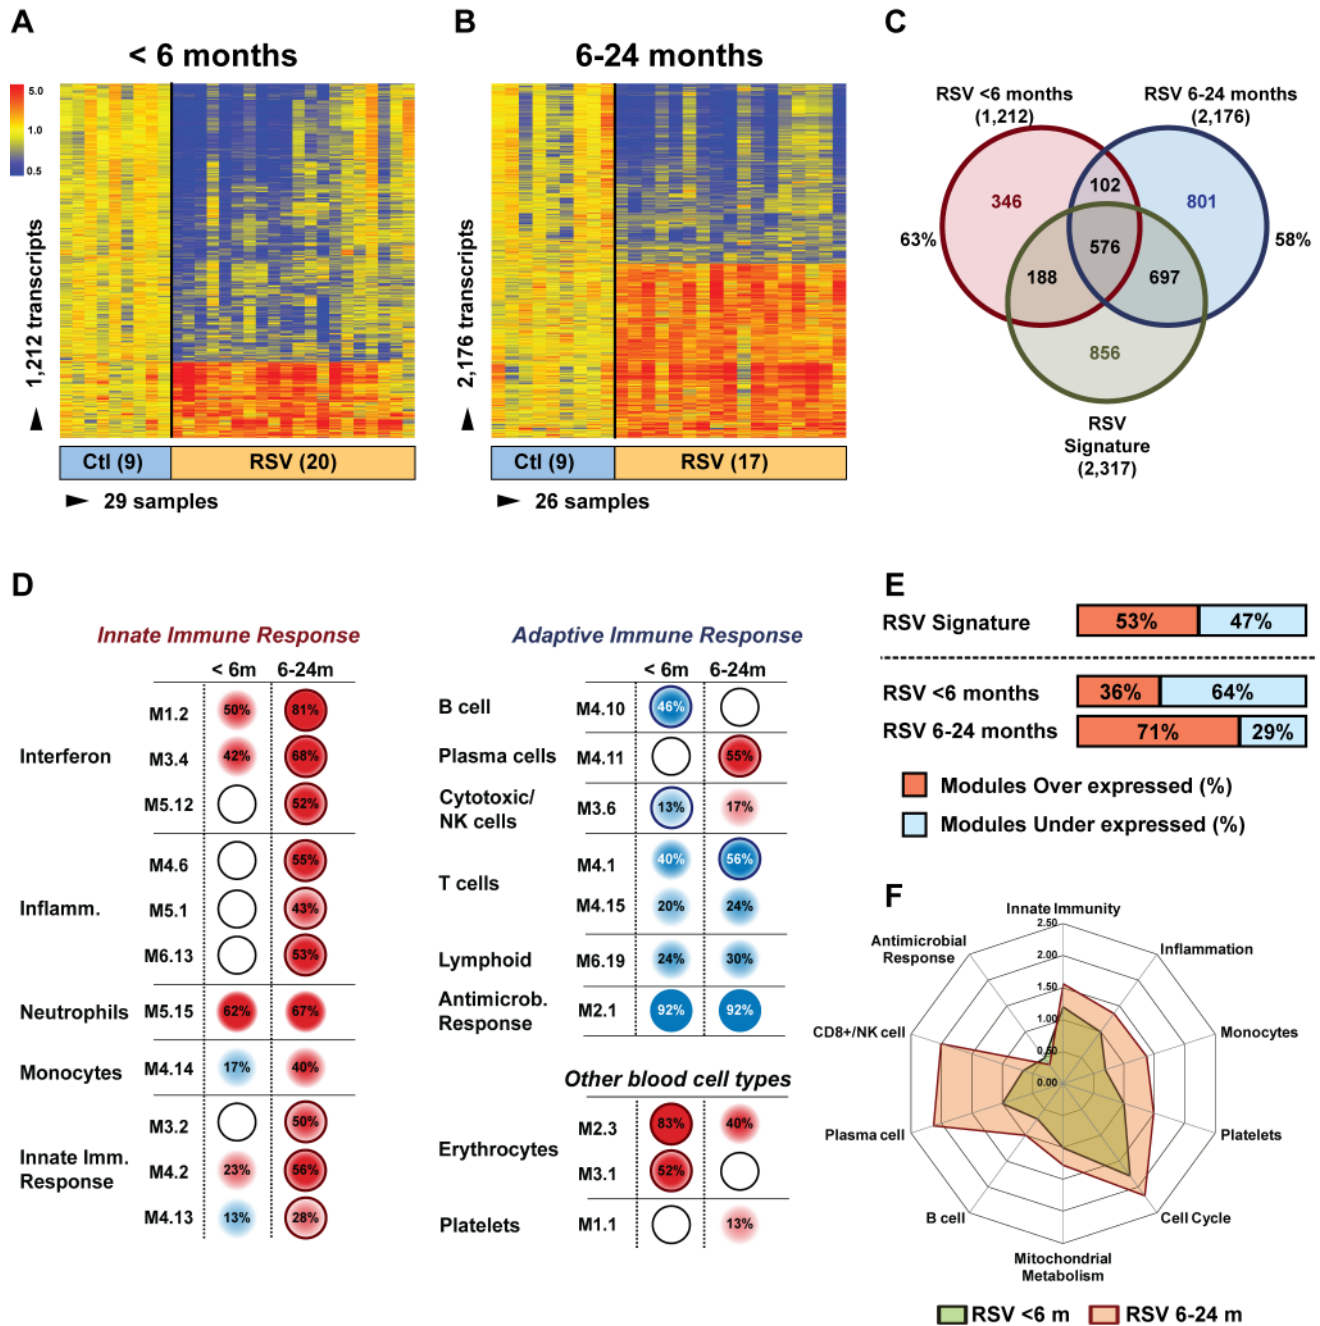 A
< 6 months
5.0
1.0
0.5
1,212 transcripts
Ctl (9)
RSV (20)
29 samples
B
6-24 months
2,176 transcripts
Ctl (9)
RSV (17)
26 samples
C
RSV <6 months
(1,212)
RSV 6-24 months
(2,176)
102
346
801
63%
58%
576
188
697
856
RSV
Signature
(2,317)
D
Innate Immune Response
< 6m 6-24m
Interferon
M1.2 50% 81%
M3.4 42% 68%
M5.12 52%
Inflamm.
M4.6 55%
M5.1 43%
M6.13 53%
Neutrophils M5.15 62% 67%
Monocytes M4.14 17% 40%
Innate Imm.
Response
M3.2 50%
M4.2 23% 56%
M4.13 13% 28%
Adaptive Immune Response
< 6m 6-24m
B cell M4.10 46%
Plasma cells M4.11 55%
Cytotoxic/
NK cells
M3.6 13% 17%
T cells
M4.1 40% 56%
M4.15 20% 24%
Lymphoid M6.19 24% 30%
Antimicrob.
Response
M2.1 92% 92%
Other blood cell types
Erythrocytes
M2.3 83% 40%
M3.1 52%
Platelets M1.1 13%
E
RSV Signature 53% 47%
RSV <6 months 36% 64%
RSV 6-24 months 71% 29%
Modules Over expressed (%)
Modules Under expressed (%)
F
Innate Immunity
2.50
2.00
1.50
1.00
0.50
0.00
Inflammation
Monocytes
Platelets
Cell Cycle
Mitochondrial
Metabolism
B cell
Plasma cell
CD8+/NK cell
Antimicrobial
Response
RSV <6 m
RSV 6-24 m